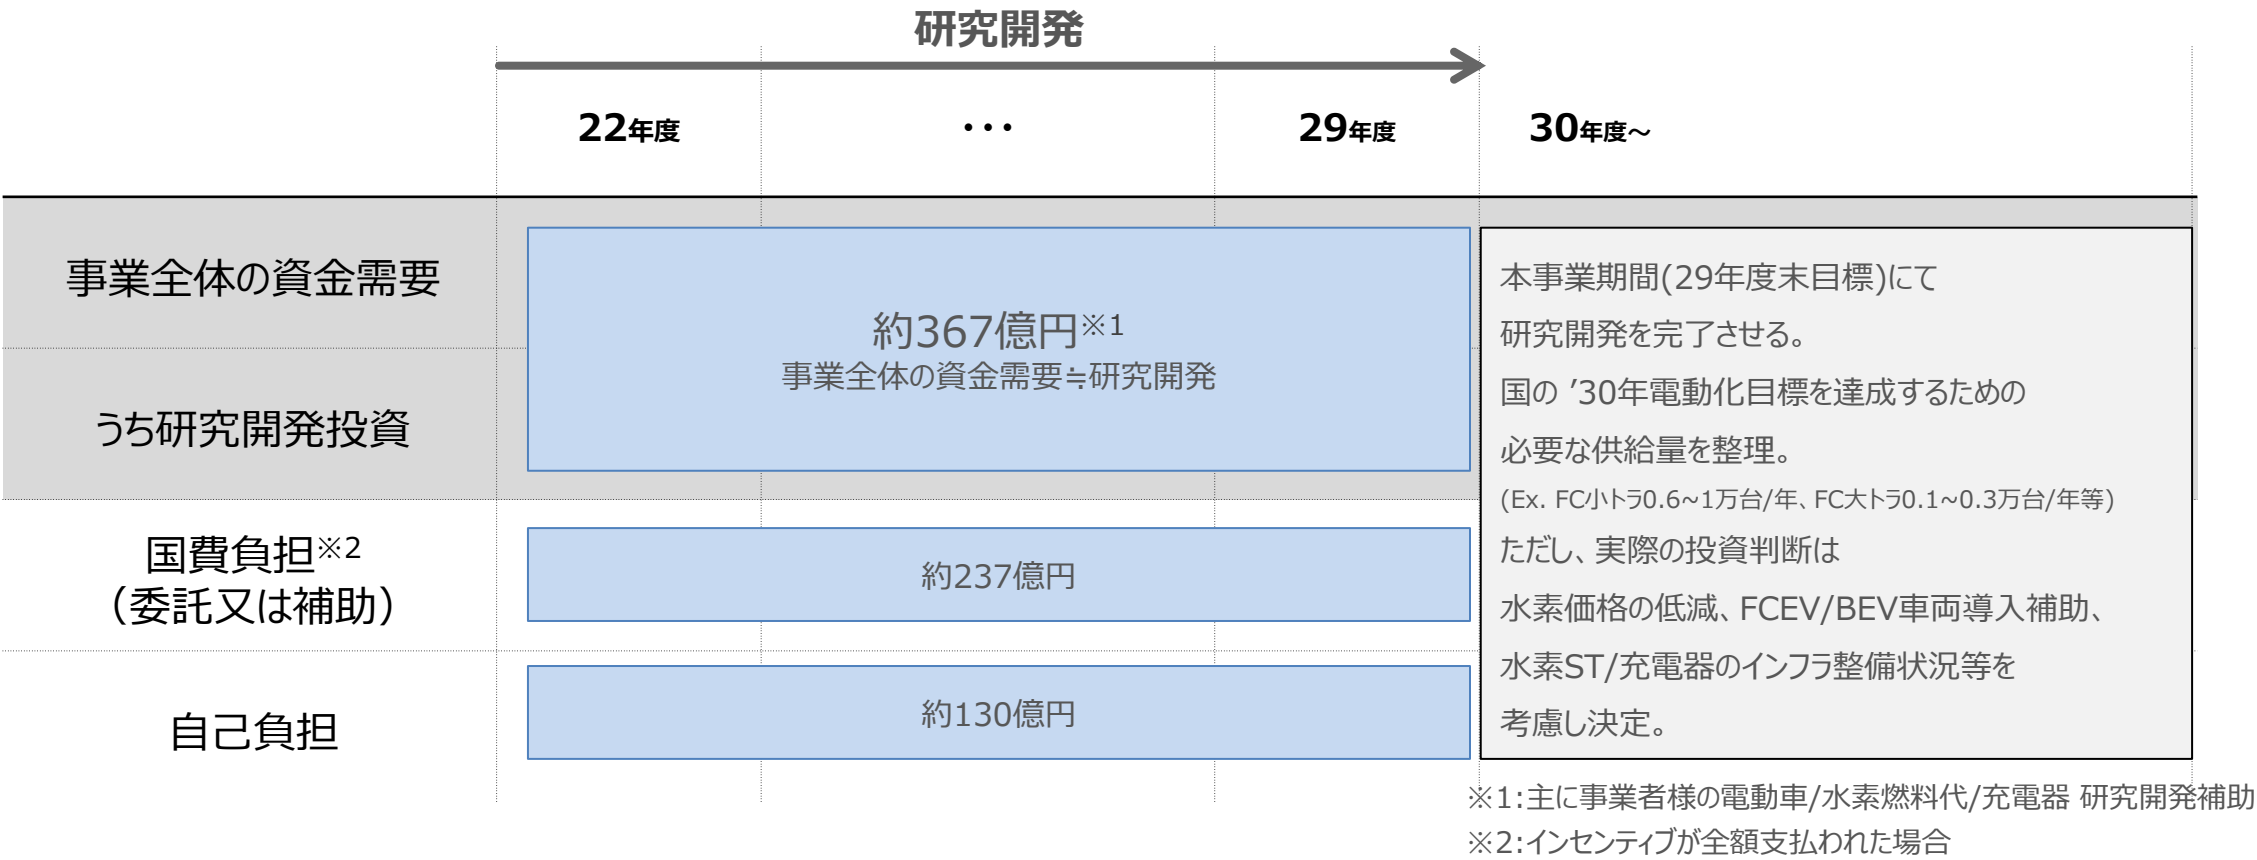 研究開発
22年度
・・・
29年度
30年度～
事業全体の資金需要
うち研究開発投資
約367億円※1
事業全体の資金需要≒研究開発
国費負担※2
（委託又は補助）
約237億円
自己負担
約130億円
本事業期間(29年度末目標)にて
研究開発を完了させる。
国の ’30年電動化目標を達成するための
必要な供給量を整理。
(Ex. FC小トラ0.6~1万台/年、FC大トラ0.1~0.3万台/年等)
ただし、実際の投資判断は
水素価格の低減、FCEV/BEV車両導入補助、
水素ST/充電器のインフラ整備状況等を
考慮し決定。
※1:主に事業者様の電動車/水素燃料代/充電器 研究開発補助
※2:インセンティブが全額支払われた場合